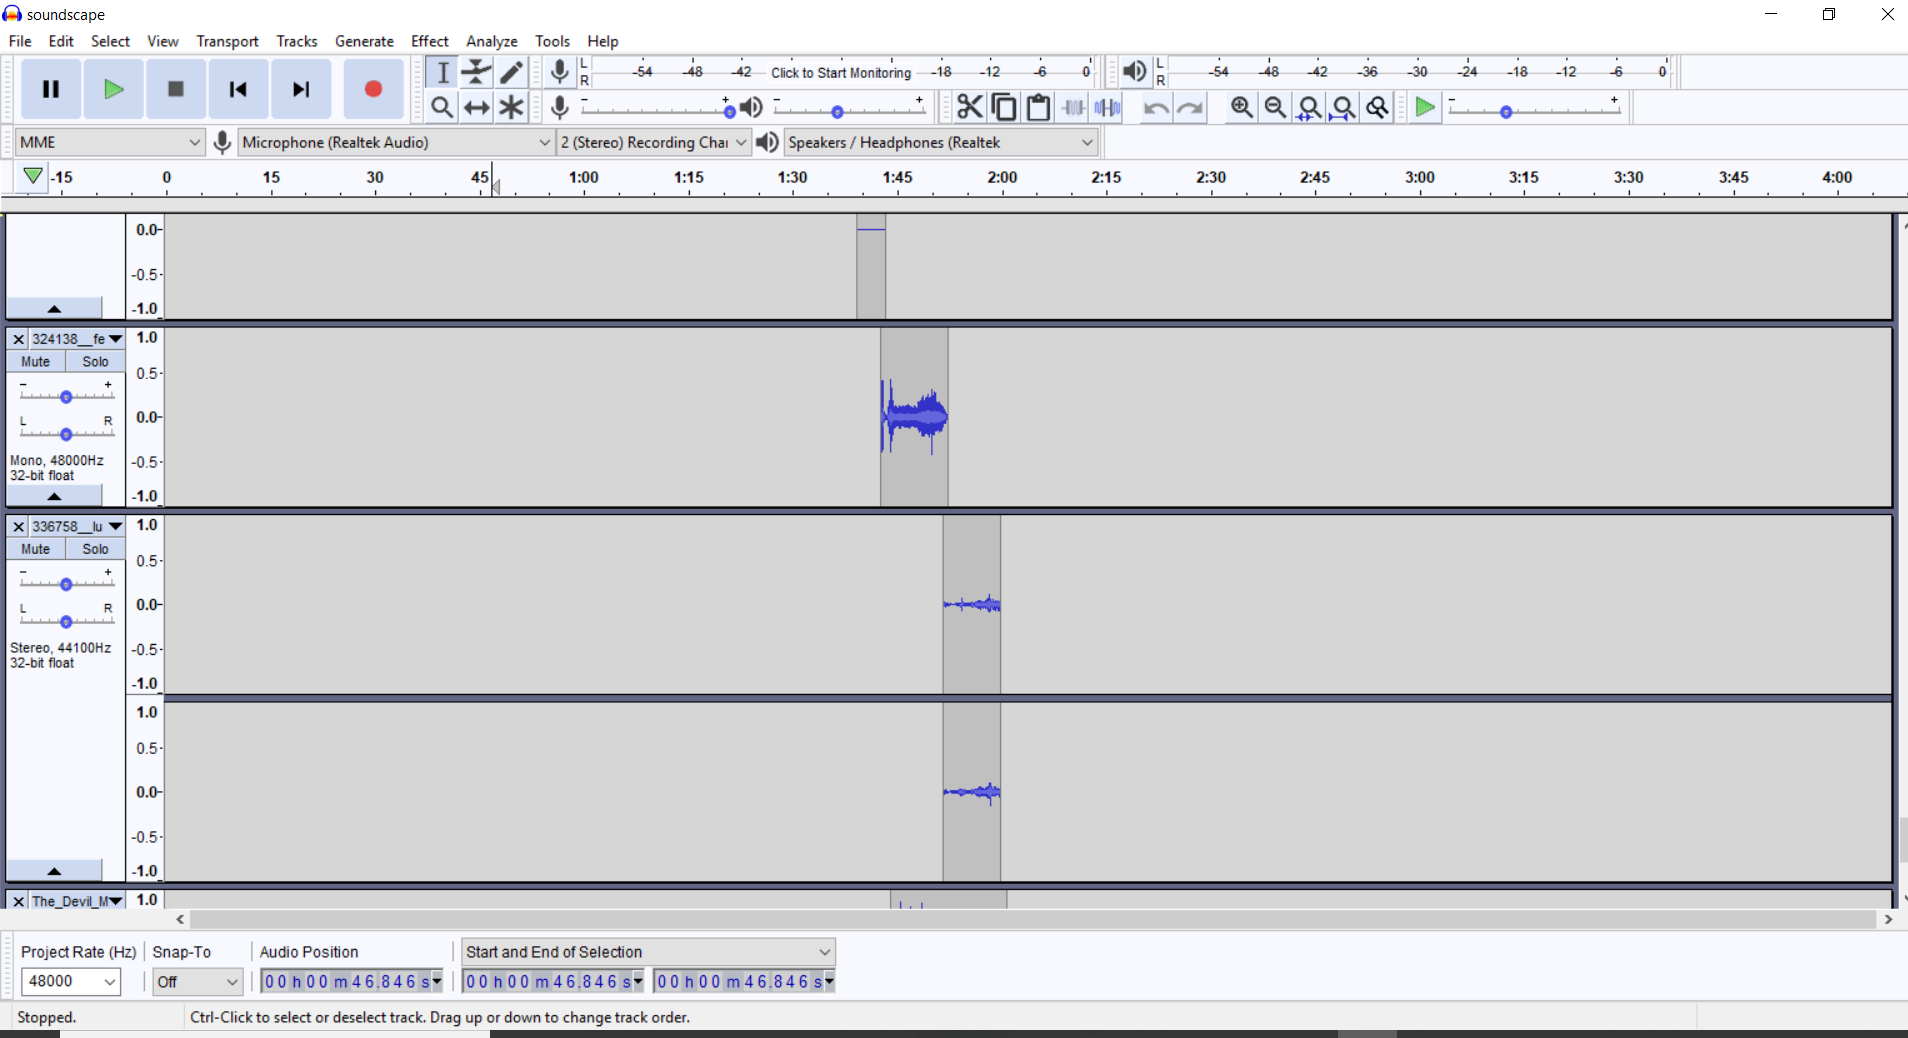 soundscape
File Edit Select View Transport Tracks Generate Effect Analyze Tools Help
L R -54 -48 -42 Click to Start Monitoring -18 -12 -6 0 L R -54 -48 -42 -36 -30 -24 -18 -12 -6 0
- + - + - +
MME Microphone (Realtek Audio) 2 (Stereo) Recording Chai Speakers / Headphones (Realtek
-15 0 15 30 45 1:00 1:15 1:30 1:45 2:00 2:15 2:30 2:45 3:00 3:15 3:30 3:45 4:00
0.0
-0.5
-1.0
324138__fe 1.0
Mute Solo
- + 0.5
L R 0.0
Mono, 48000Hz -0.5
32-bit float
-1.0
336758__lu 1.0
Mute Solo
- + 0.5
L R 0.0
Stereo, 44100Hz -0.5
32-bit float
-1.0
1.0
0.5
0.0
-0.5
-1.0
The_Devil_M 1.0
Project Rate (Hz) Snap-To Audio Position Start and End of Selection
48000 Off 00 h 00 m 46.846 s 00 h 00 m 46.846 s 00 h 00 m 46.846 s
Stopped. Ctrl-Click to select or deselect track. Drag up or down to change track order.